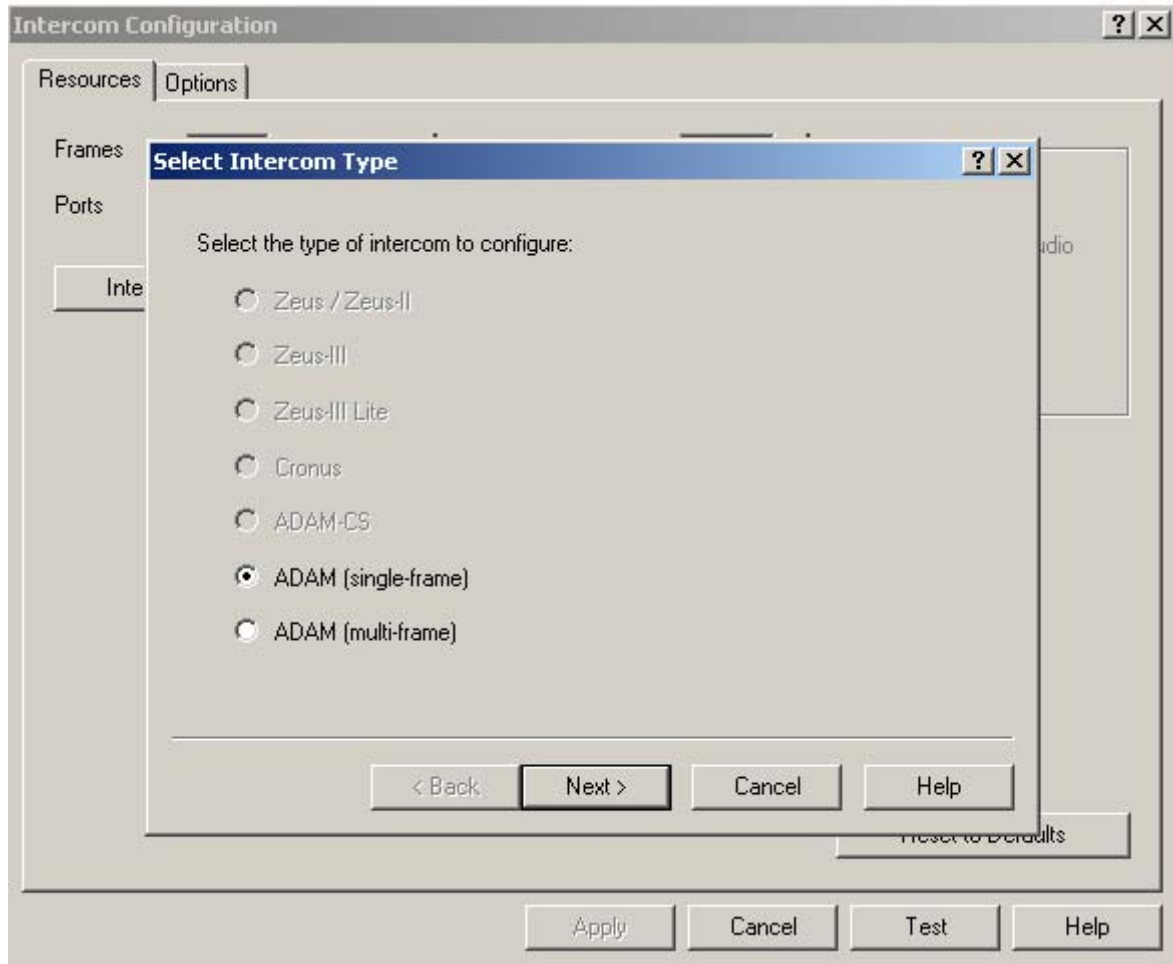 Intercom Configuration
Resources
Options
Frames
Ports
Inte
Select Intercom Type
Select the type of intercom to configure:
Zeus / Zeus-II
Zeus-III
Zeus-III Lite
Cronus
ADAM-CS
ADAM (single-frame)
ADAM (multi-frame)
< Back
Next >
Cancel
Help
udio
Reset to Defaults
Apply
Cancel
Test
Help